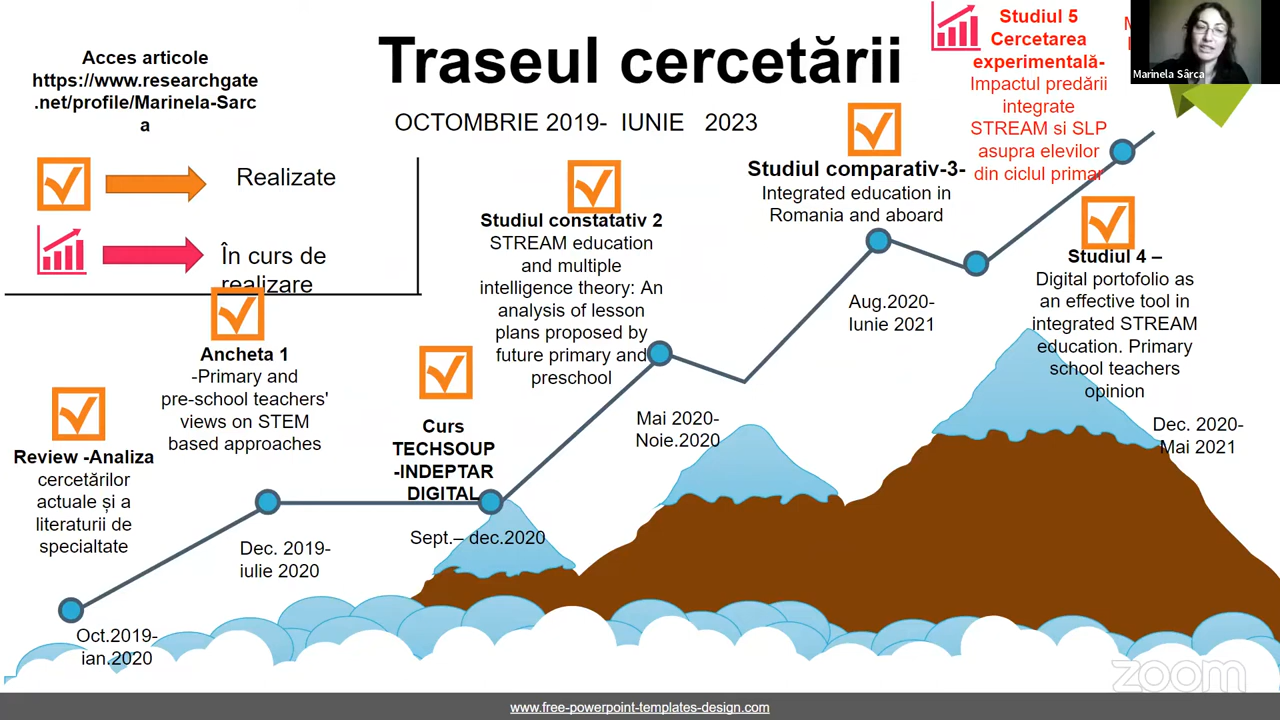 Traseul cercetării
OCTOMBRIE 2019- IUNIE 2023
Acces articole
https://www.researchgate
.net/profile/Marinela-Sarc
a
Realizate
În curs de
realizare
Review -Analiza
cercetărilor
actuale și a
literaturii de
specialtate
Oct.2019-
ian.2020
Ancheta 1
-Primary and
pre-school teachers'
views on STEM
based approaches
Dec. 2019-
iulie 2020
Curs
TECHSOUP
-INDEPTAR
DIGITAL
Sept.– dec.2020
Studiul constatativ 2
STREAM education
and multiple
intelligence theory: An
analysis of lesson
plans proposed by
future primary and
preschool
Mai 2020-
Noie.2020
Studiul comparativ-3-
Integrated education in
Romania and aboard
Aug.2020-
Iunie 2021
Studiul 4 –
Digital portofolio as
an effective tool in
integrated STREAM
education. Primary
school teachers
opinion
Dec. 2020-
Mai 2021
Studiul 5
Cercetarea
experimentală-
Impactul predării
integrate
STREAM si SLP
asupra elevilor
din ciclul primar
Marinela Sârca
zoom
www.free-powerpoint-templates-design.com